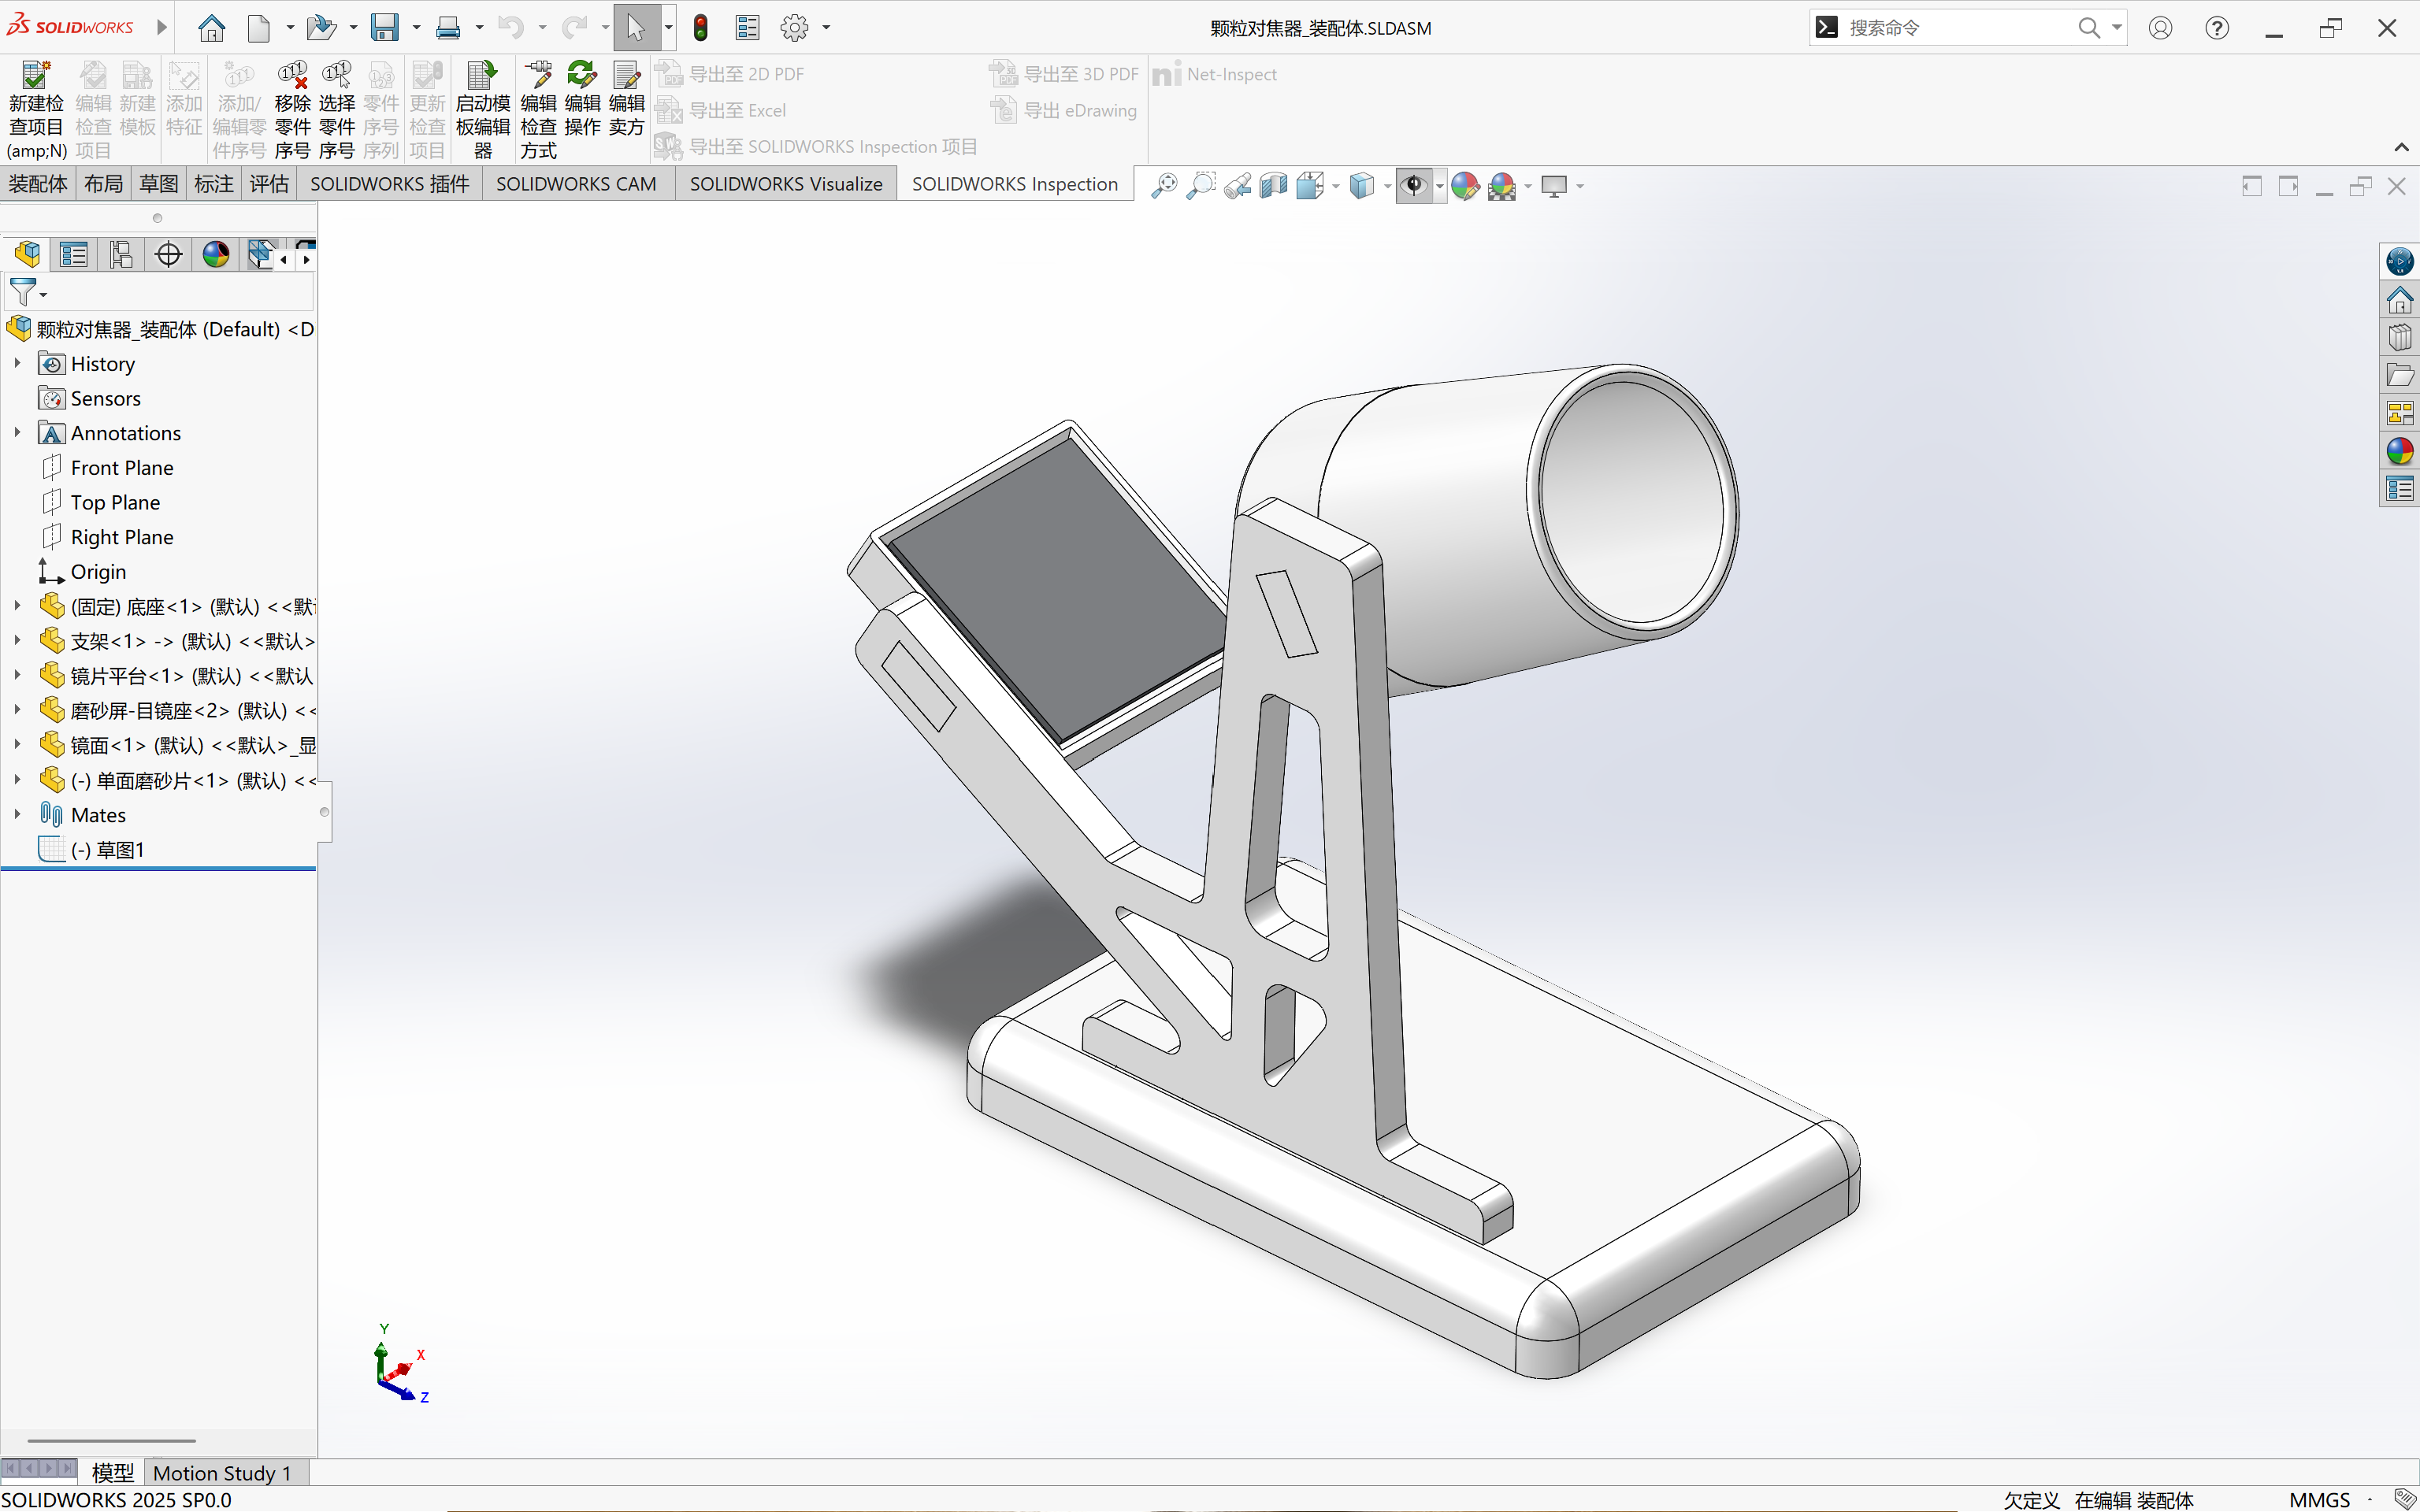 SOLIDWORKS
颗粒对焦器_装配体.SLDASM
搜索命令
新建检查项目(amp;N)
编辑检查项目
新建模板
添加特征
添加/编辑零件序号
移除零件序号
选择零件序号
零件序号序列
更新检查项目
启动模板编辑器
编辑检查方式
编辑操作
编辑卖方
导出至 2D PDF
导出至 Excel
导出至 SOLIDWORKS Inspection 项目
导出至 3D PDF
导出 eDrawing
Net-Inspect
装配体 布局 草图 标注 评估 SOLIDWORKS 插件 SOLIDWORKS CAM SOLIDWORKS Visualize SOLIDWORKS Inspection
颗粒对焦器_装配体 (Default) <D
History
Sensors
Annotations
Front Plane
Top Plane
Right Plane
Origin
(固定) 底座<1> (默认) <<默
支架<1> -> (默认) <<默认>
镜片平台<1> (默认) <<默认
磨砂屏-目镜座<2> (默认) <<
镜面<1> (默认) <<默认>_显
(-) 单面磨砂片<1> (默认) <<
Mates
(-) 草图1
Y
X
Z
模型 Motion Study 1
SOLIDWORKS 2025 SP0.0
欠定义 在编辑 装配体 MMGS